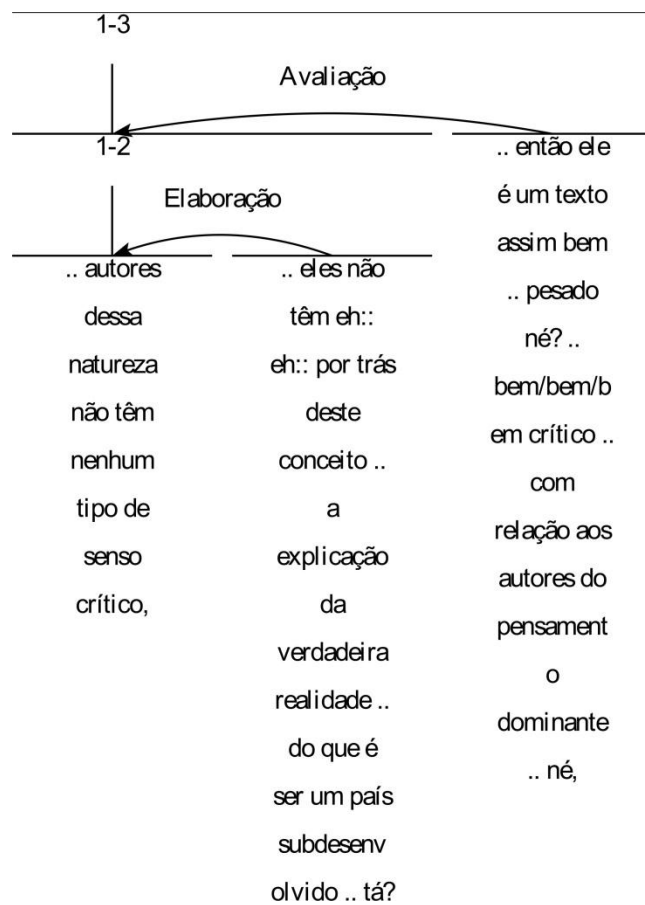 1-3
Avaliação
1-2
Elaboração
.. autores
dessa
natureza
não têm
nenhum
tipo de
senso
crítico,
.. eles não
têm eh::
eh:: por trás
deste
conceito ..
a
explicação
da
verdadeira
realidade ..
do que é
ser um país
subdesenv
olvido .. tá?
.. então ele
é um texto
assim bem
.. pesado
né? ..
bem/bem/b
em crítico ..
com
relação aos
autores do
pensament
o
dominante
.. né,